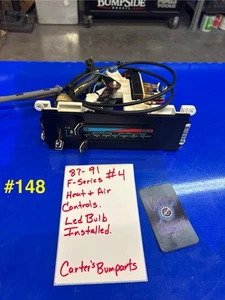 BUMPSIDE
#148
87-91 #4
F-Series
Heat & Air
Controls.
Led Bulb
Installed.
Carter's Bumparts